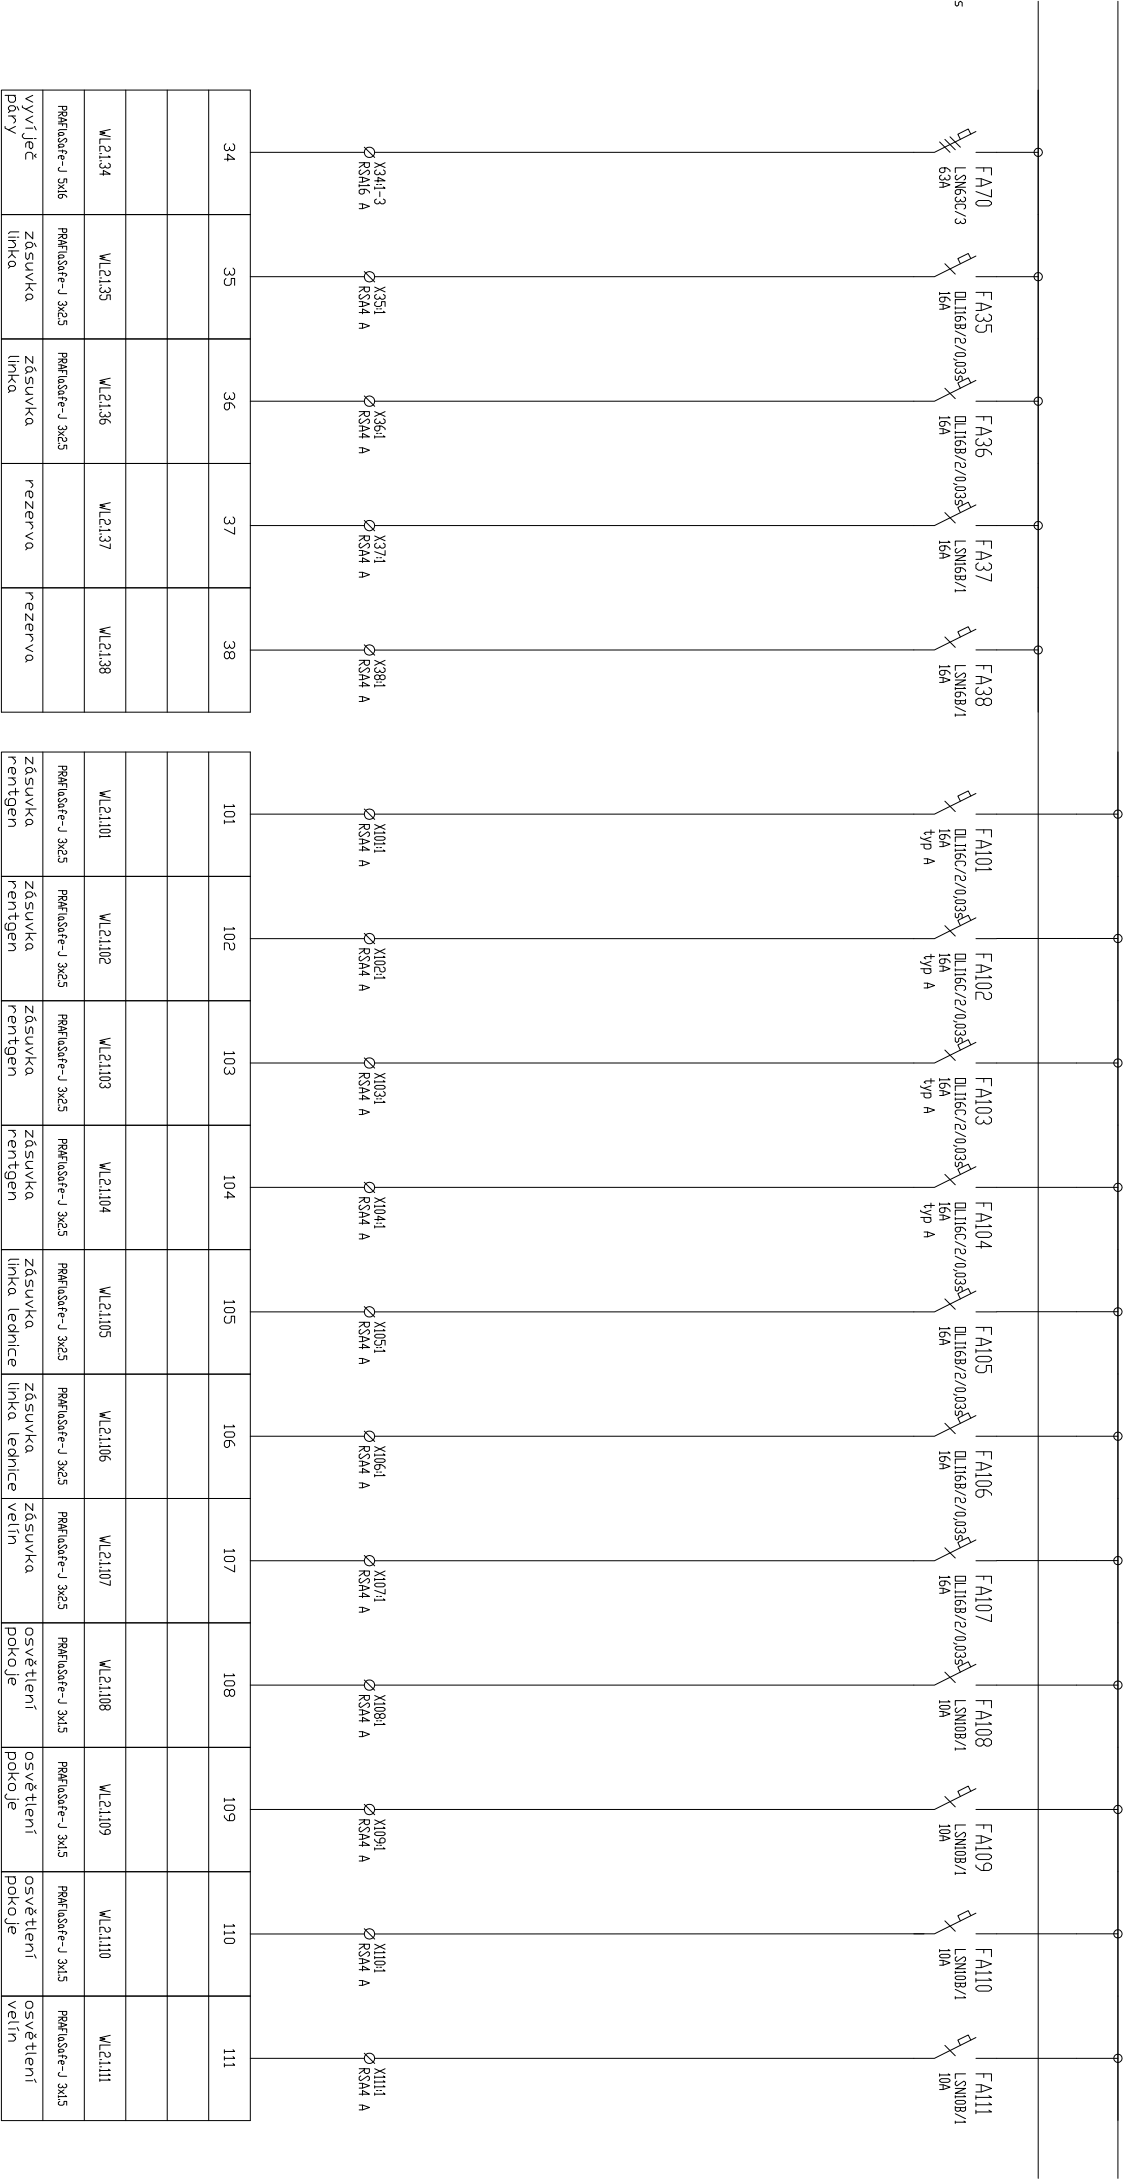 s
FA70
LSN63C/3
63A
X34:1-3
RSA16 A
34
WL2.1.34
PRAFlaSafe-J 5x16
vyvíječ
páry
FA35
OLI16B/2/0,03s
16A
X35:1
RSA4 A
35
WL2.1.35
PRAFlaSafe-J 3x2.5
zásuvka
linka
FA36
OLI16B/2/0,03s
16A
X36:1
RSA4 A
36
WL2.1.36
PRAFlaSafe-J 3x2.5
zásuvka
linka
FA37
LSN16B/1
16A
X37:1
RSA4 A
37
WL2.1.37
rezerva
FA38
LSN16B/1
16A
X38:1
RSA4 A
38
WL2.1.38
rezerva
FA101
OLI16C/2/0,03s
16A
typ A
X101:1
RSA4 A
101
WL2.1.101
PRAFlaSafe-J 3x2.5
zásuvka
rentgen
FA102
OLI16C/2/0,03s
16A
typ A
X102:1
RSA4 A
102
WL2.1.102
PRAFlaSafe-J 3x2.5
zásuvka
rentgen
FA103
OLI16C/2/0,03s
16A
typ A
X103:1
RSA4 A
103
WL2.1.103
PRAFlaSafe-J 3x2.5
zásuvka
rentgen
FA104
OLI16C/2/0,03s
16A
typ A
X104:1
RSA4 A
104
WL2.1.104
PRAFlaSafe-J 3x2.5
zásuvka
rentgen
FA105
OLI16B/2/0,03s
16A
X105:1
RSA4 A
105
WL2.1.105
PRAFlaSafe-J 3x2.5
zásuvka
linka lednice
FA106
OLI16B/2/0,03s
16A
X106:1
RSA4 A
106
WL2.1.106
PRAFlaSafe-J 3x2.5
zásuvka
linka lednice
FA107
OLI16B/2/0,03s
16A
X107:1
RSA4 A
107
WL2.1.107
PRAFlaSafe-J 3x2.5
zásuvka
velín
FA108
LSN10B/1
10A
X108:1
RSA4 A
108
WL2.1.108
PRAFlaSafe-J 3x1.5
osvětlení
pokoje
FA109
LSN10B/1
10A
X109:1
RSA4 A
109
WL2.1.109
PRAFlaSafe-J 3x1.5
osvětlení
pokoje
FA110
LSN10B/1
10A
X110:1
RSA4 A
110
WL2.1.110
PRAFlaSafe-J 3x1.5
osvětlení
pokoje
FA111
LSN10B/1
10A
X111:1
RSA4 A
111
WL2.1.111
PRAFlaSafe-J 3x1.5
osvětlení
velín